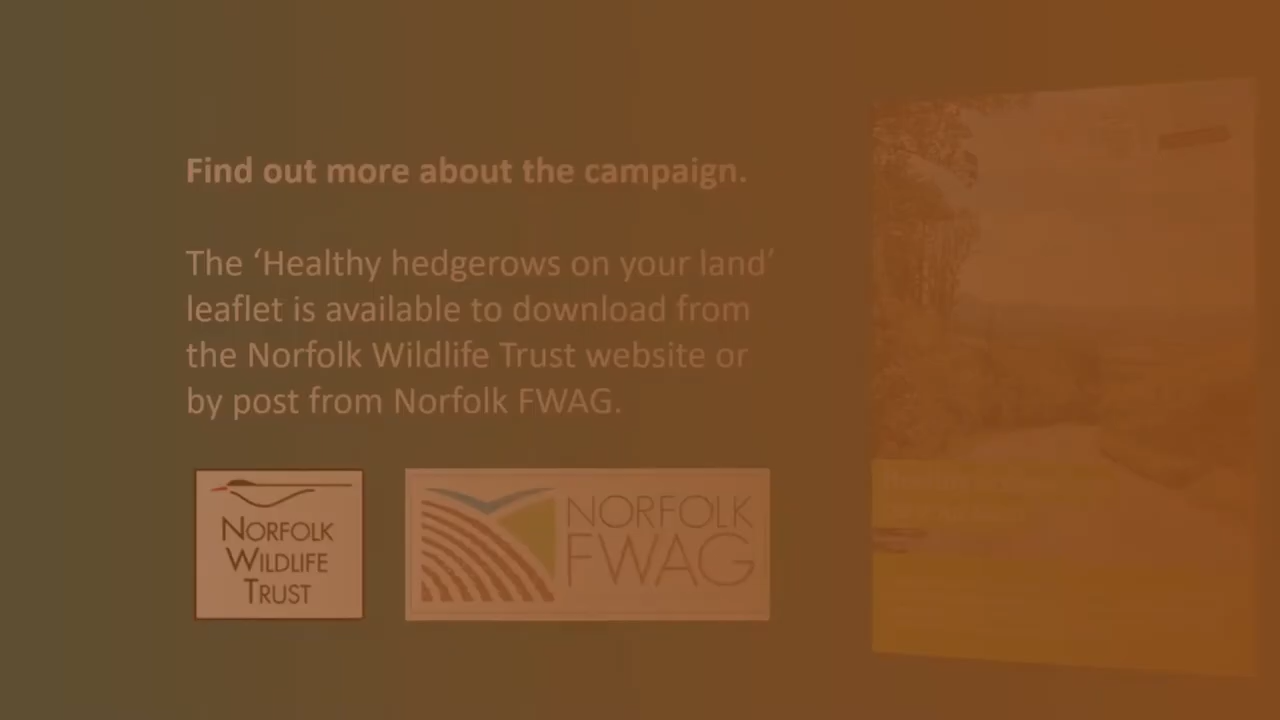 Find out more about the campaign.
The ‘Healthy hedgerows on your land’
leaflet is available to download from
the Norfolk Wildlife Trust website or
by post from Norfolk FWAG.
NORFOLK
WILDLIFE
TRUST
NORFOLK
FWAG